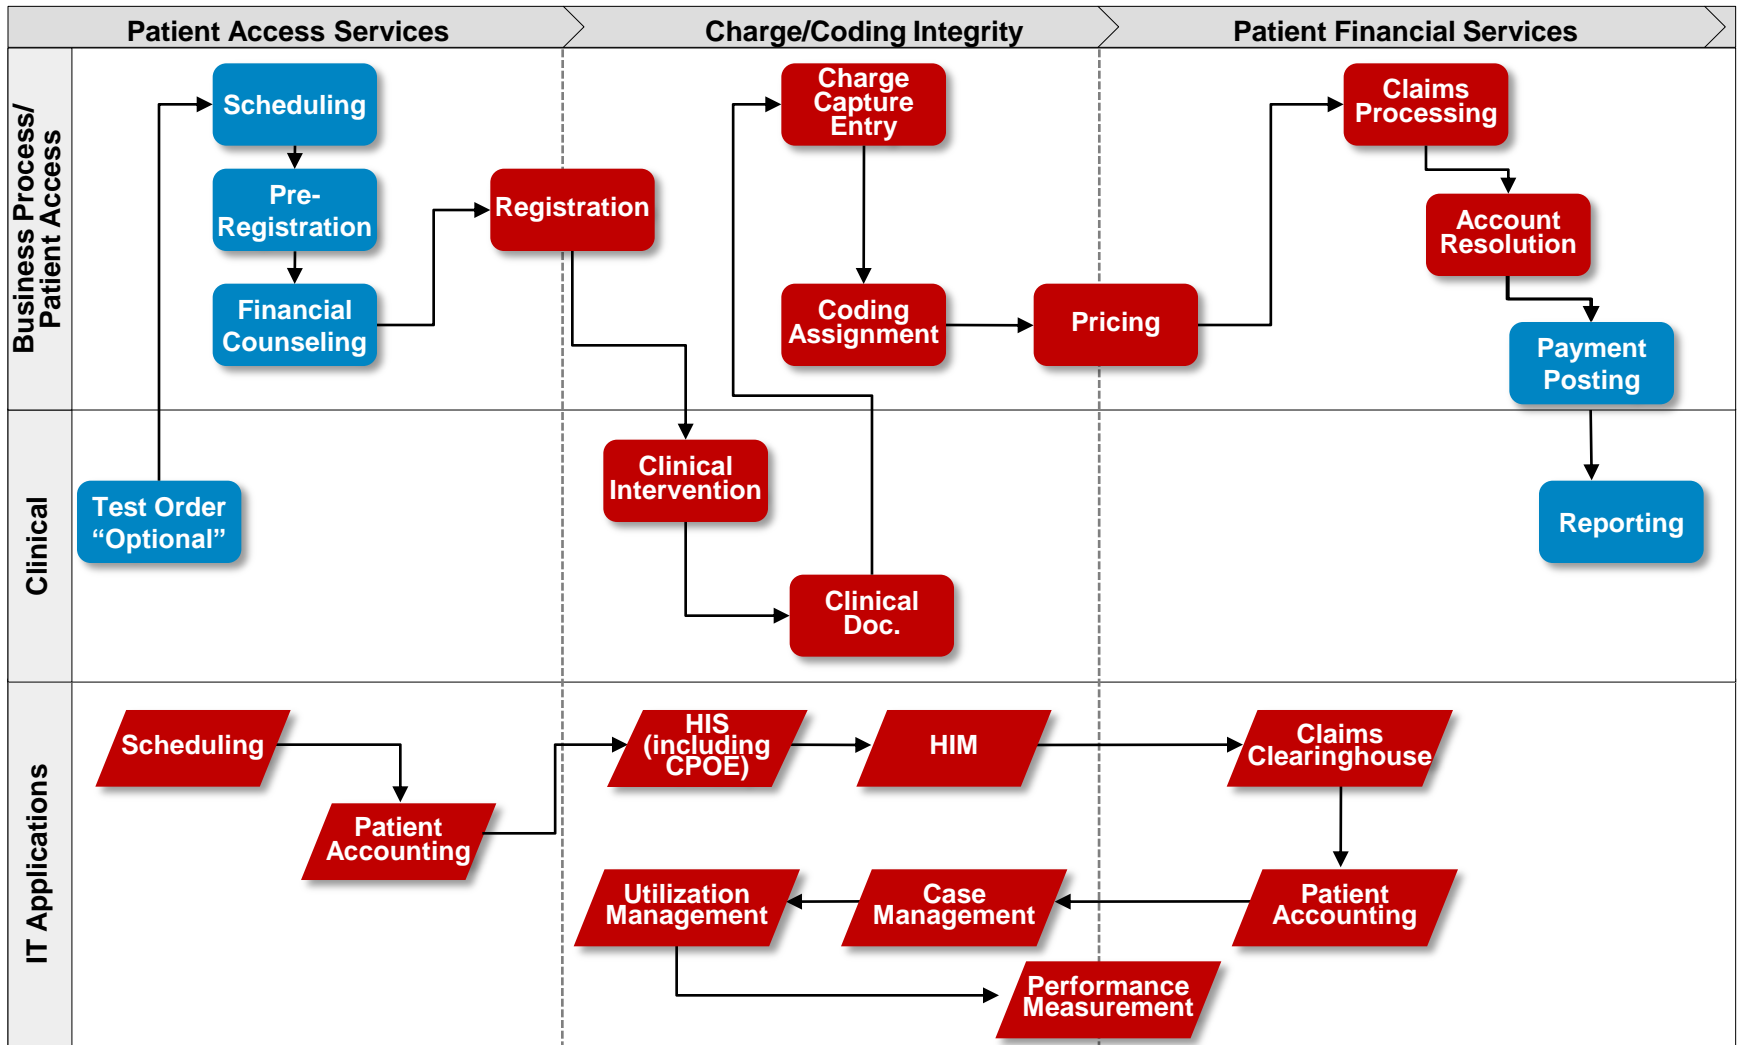 Patient Access Services
Charge/Coding Integrity
Patient Financial Services
Business Process/
Patient Access
Scheduling
Pre-
Registration
Financial
Counseling
Registration
Charge
Capture
Entry
Coding
Assignment
Pricing
Claims
Processing
Account
Resolution
Payment
Posting
Clinical
Test Order
“Optional”
Clinical
Intervention
Clinical
Doc.
Reporting
IT Applications
Scheduling
Patient
Accounting
HIS
(including
CPOE)
HIM
Claims
Clearinghouse
Utilization
Management
Case
Management
Patient
Accounting
Performance
Measurement